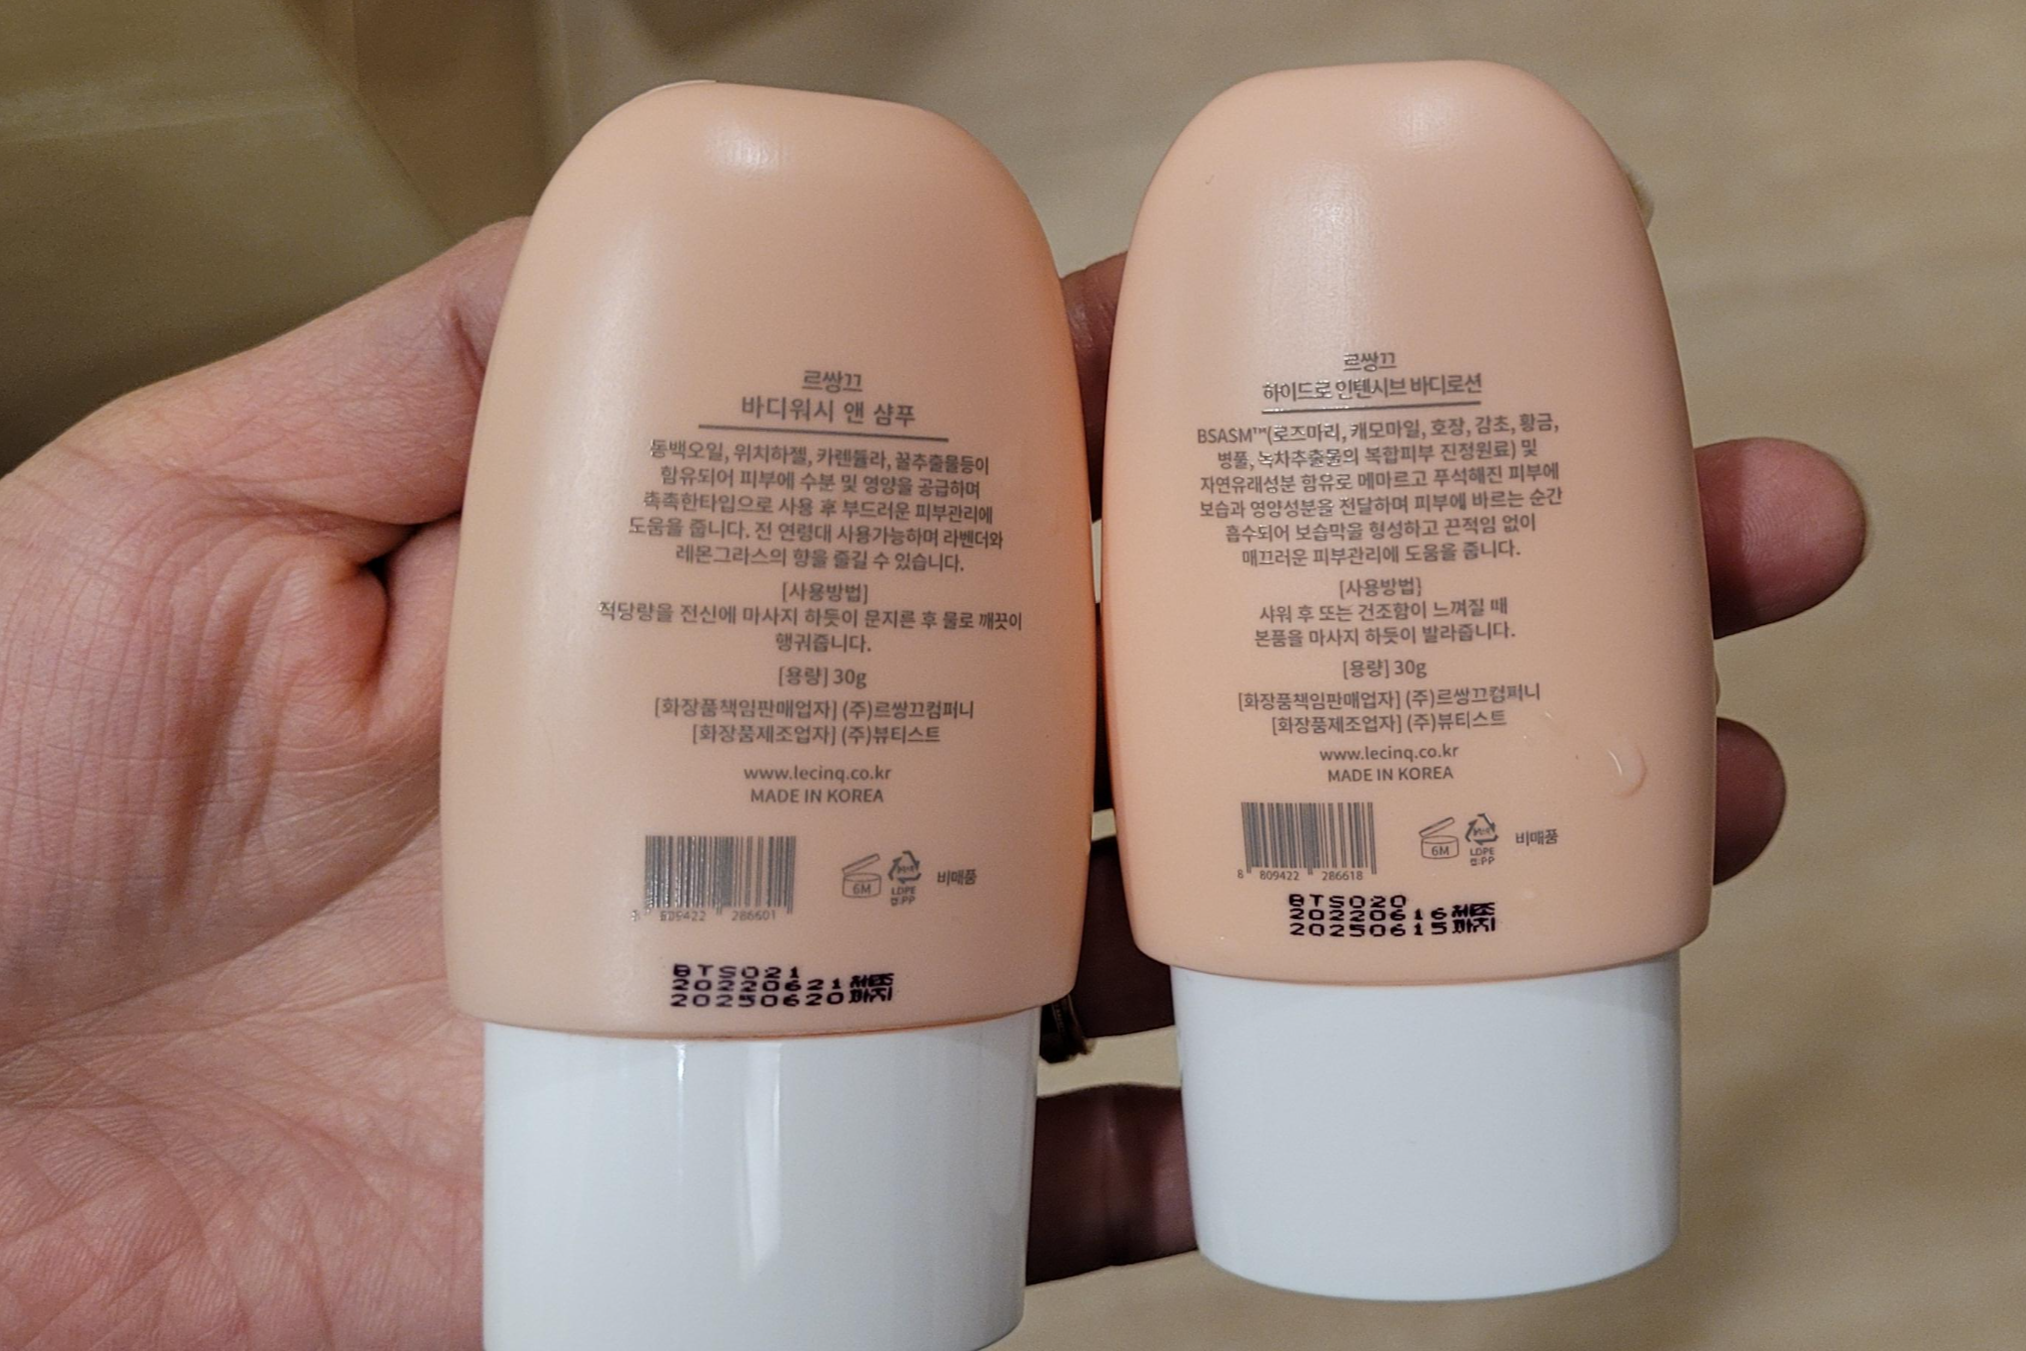 르쌍끄
바디워시 앤 샴푸
동백오일, 위치하젤, 카렌듈라, 꿀추출물등이
함유되어 피부에 수분 및 영양을 공급하며
촉촉한타입으로 사용 후 부드러운 피부관리에
도움을 줍니다. 전 연령대 사용가능하며 라벤더와
레몬그라스의 향을 즐길 수 있습니다.
[사용방법]
적당량을 전신에 마사지 하듯이 문지른 후 물로 깨끗이
행궈줍니다.
[용량] 30g
[화장품책임판매업자] (주)르쌍끄컴퍼니
[화장품제조업자] (주)뷰티스트
www.lecinq.co.kr
MADE IN KOREA
8 809422 286601
6M
LDPE
캡:PP
비매품
BTS021
20220621제조
20250620까지
르쌍끄
하이드로 인텐시브 바디로션
BSASM™(로즈마리, 캐모마일, 호장, 감초, 황금,
병풀, 녹차추출물의 복합피부 진정원료) 및
자연유래성분 함유로 메마르고 푸석해진 피부에
보습과 영양성분을 전달하며 피부에 바르는 순간
흡수되어 보습막을 형성하고 끈적임 없이
매끄러운 피부관리에 도움을 줍니다.
[사용방법}
샤워 후 또는 건조함이 느껴질 때
본품을 마사지 하듯이 발라줍니다.
[용량] 30g
[화장품책임판매업자] (주)르쌍끄컴퍼니
[화장품제조업자] (주)뷰티스트
www.lecinq.co.kr
MADE IN KOREA
8 809422 286618
6M
LDPE
캡:PP
비매품
BTS020
20220616제조
20250615까지